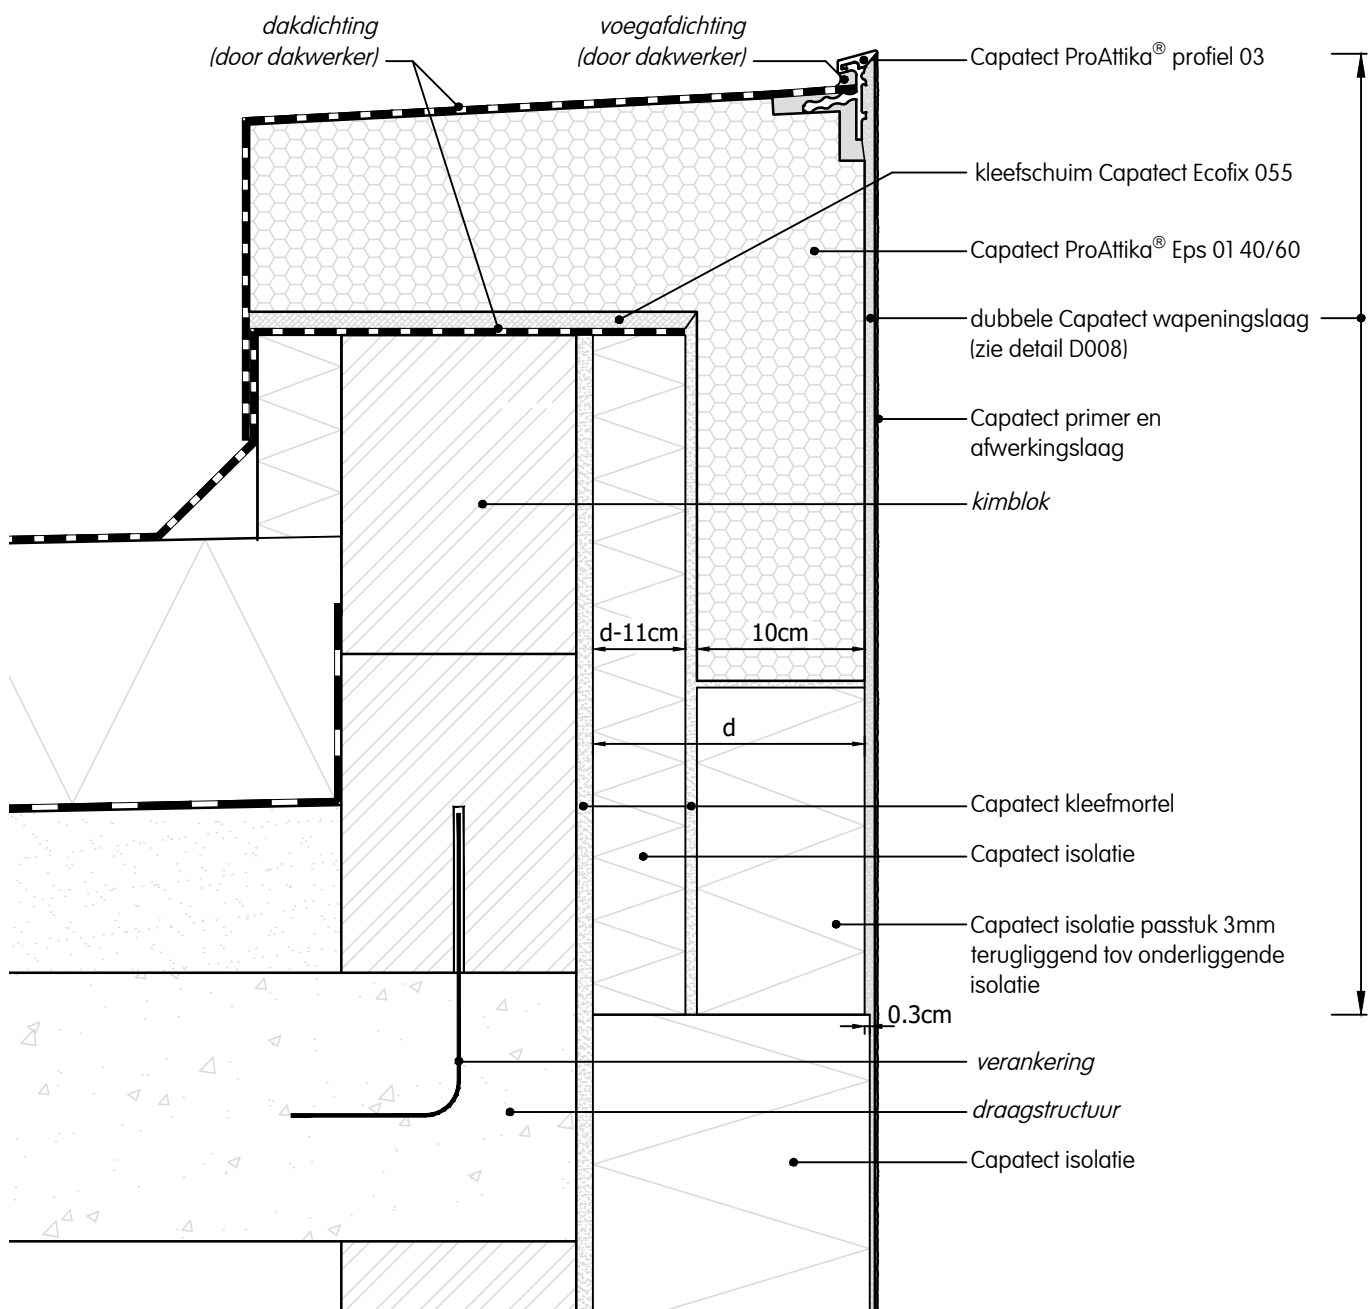 dakdichting
(door dakwerker)
voegafdichting
(door dakwerker)
Capatect ProAttika® profiel 03
kleefschuim Capatect Ecofix 055
Capatect ProAttika® Eps 01 40/60
dubbele Capatect wapeningslaag
(zie detail D008)
Capatect primer en
afwerkingslaag
kimblok
d-11cm
10cm
d
Capatect kleefmortel
Capatect isolatie
Capatect isolatie passtuk 3mm
terugliggend tov onderliggende
isolatie
0.3cm
verankering
draagstructuur
Capatect isolatie